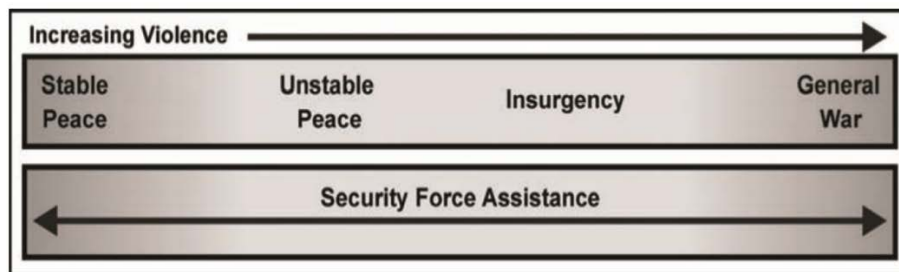 Increasing Violence
Stable Peace
Unstable Peace
Insurgency
General War
Security Force Assistance